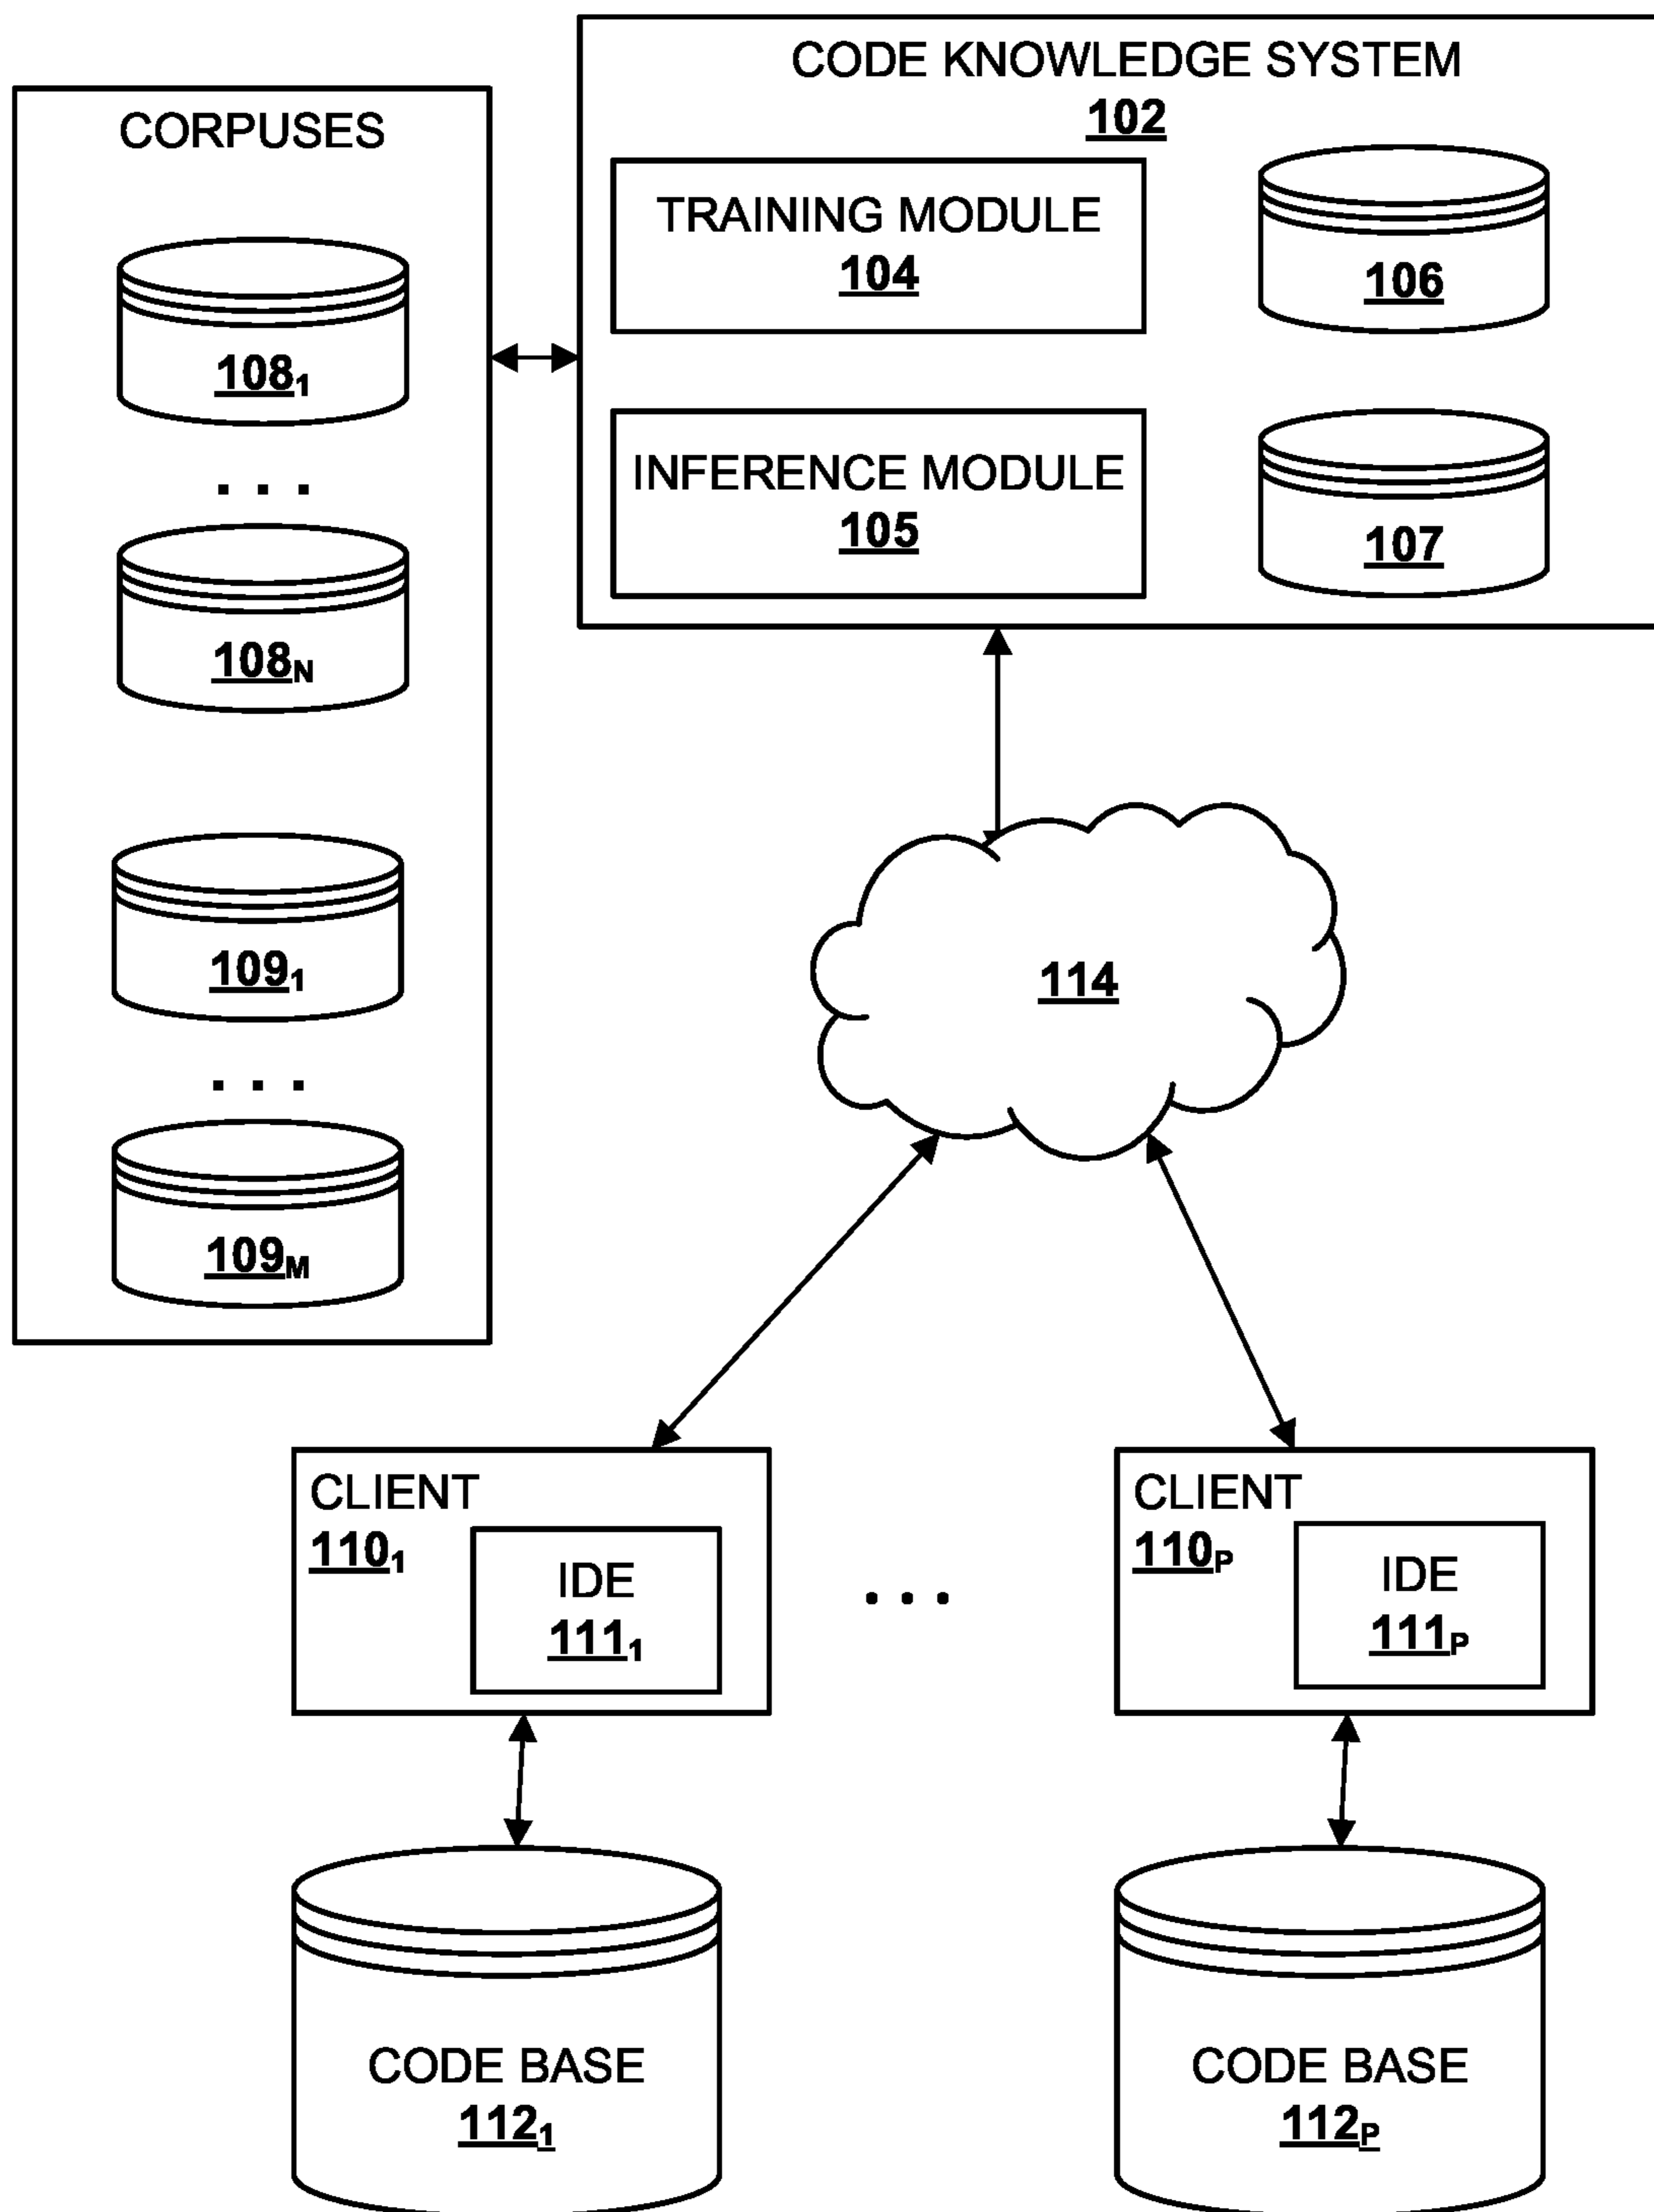 CODE KNOWLEDGE SYSTEM
102
TRAINING MODULE
104
106
INFERENCE MODULE
105
107
CORPUSES
108₁
. . .
108N
109₁
. . .
109M
114
CLIENT
110₁
IDE
111₁
. . .
CLIENT
110P
IDE
111P
CODE BASE
112₁
CODE BASE
112P